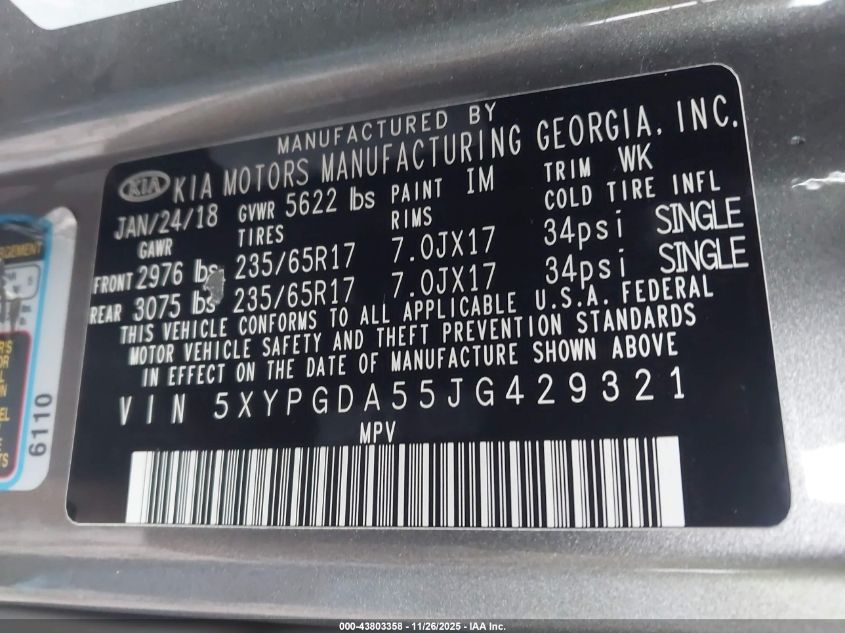 MANUFACTURED BY
KIA KIA MOTORS MANUFACTURING GEORGIA, INC.
JAN/24/18 GVWR 5622 lbs PAINT IM TRIM WK
GAWR TIRES RIMS COLD TIRE INFL
FRONT 2976 lbs 235/65R17 7.0JX17 34psi SINGLE
REAR 3075 lbs 235/65R17 7.0JX17 34psi SINGLE
THIS VEHICLE CONFORMS TO ALL APPLICABLE U.S.A. FEDERAL
MOTOR VEHICLE SAFETY AND THEFT PREVENTION STANDARDS
IN EFFECT ON THE DATE OF MANUFACTURE SHOWN ABOVE
VIN 5XYPGDA55JG429321
MPV
6110
000-43803358 - 11/26/2025 - IAA Inc.